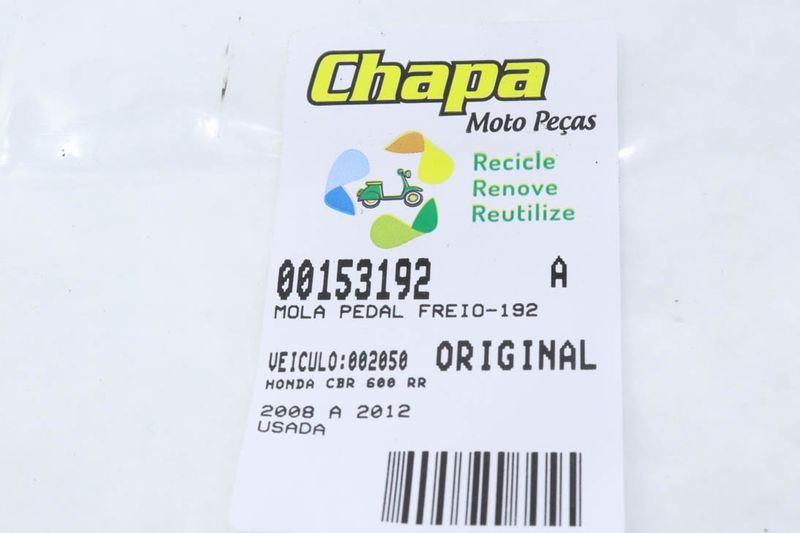 Chapa
Moto Peças
Recicle
Renove
Reutilize
00153192 A
MOLA PEDAL FREIO-192
VEICULO:002050 ORIGINAL
HONDA CBR 600 RR
2008 A 2012
USADA